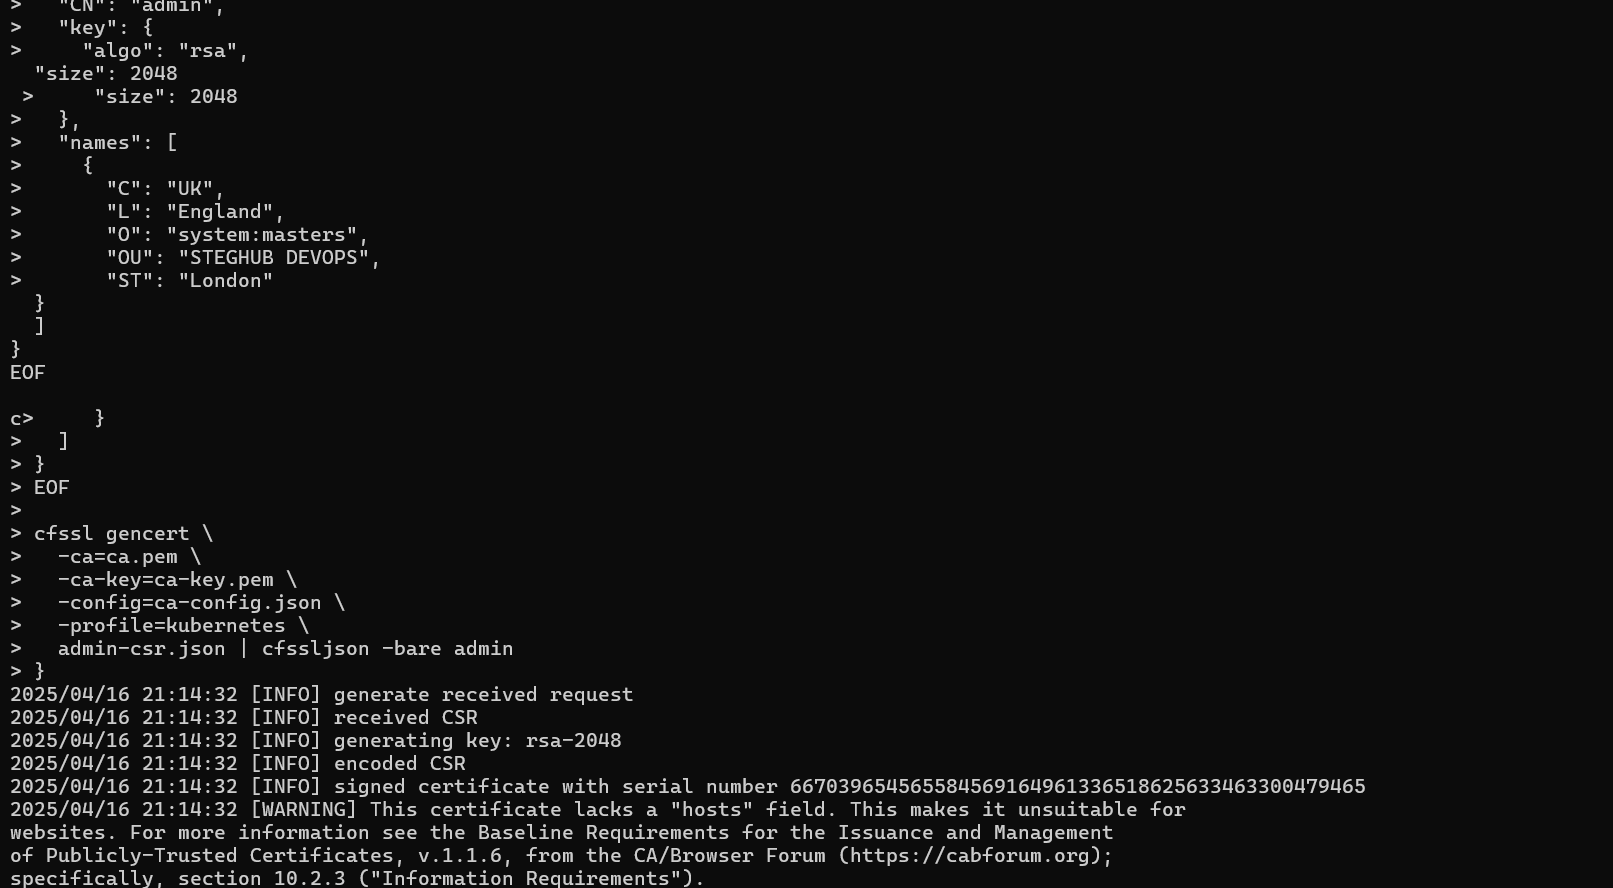 >   "CN": "admin",
>   "key": {
>     "algo": "rsa",
  "size": 2048
 >     "size": 2048
>   },
>   "names": [
>     {
>       "C": "UK",
>       "L": "England",
>       "O": "system:masters",
>       "OU": "STEGHUB DEVOPS",
>       "ST": "London"
  }
  ]
}
EOF

c>     }
>   ]
> }
> EOF
>
> cfssl gencert \
>   -ca=ca.pem \
>   -ca-key=ca-key.pem \
>   -config=ca-config.json \
>   -profile=kubernetes \
>   admin-csr.json | cfssljson -bare admin
> }
2025/04/16 21:14:32 [INFO] generate received request
2025/04/16 21:14:32 [INFO] received CSR
2025/04/16 21:14:32 [INFO] generating key: rsa-2048
2025/04/16 21:14:32 [INFO] encoded CSR
2025/04/16 21:14:32 [INFO] signed certificate with serial number 667039654565584569164961336518625633463300479465
2025/04/16 21:14:32 [WARNING] This certificate lacks a "hosts" field. This makes it unsuitable for
websites. For more information see the Baseline Requirements for the Issuance and Management
of Publicly-Trusted Certificates, v.1.1.6, from the CA/Browser Forum (https://cabforum.org);
specifically, section 10.2.3 ("Information Requirements").